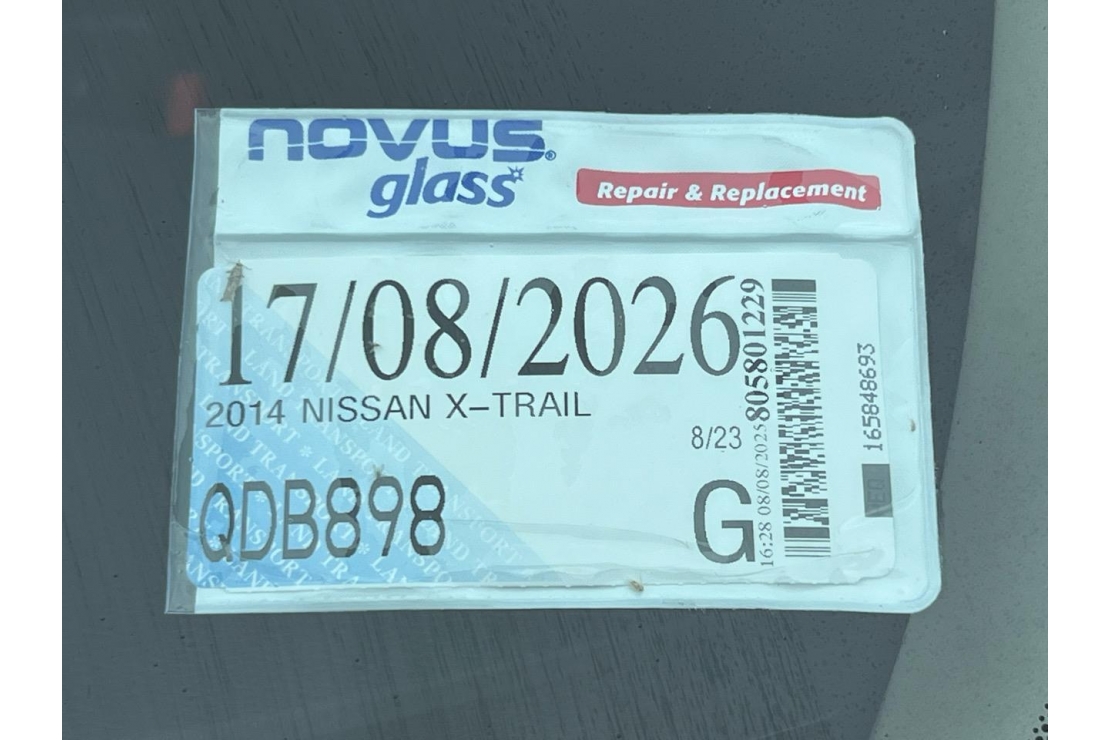 novus®
glass
Repair & Replacement
17/08/2026
2014 NISSAN X-TRAIL
8/23
QDB898
G
16:28 08/08/2025 805801229
165848693